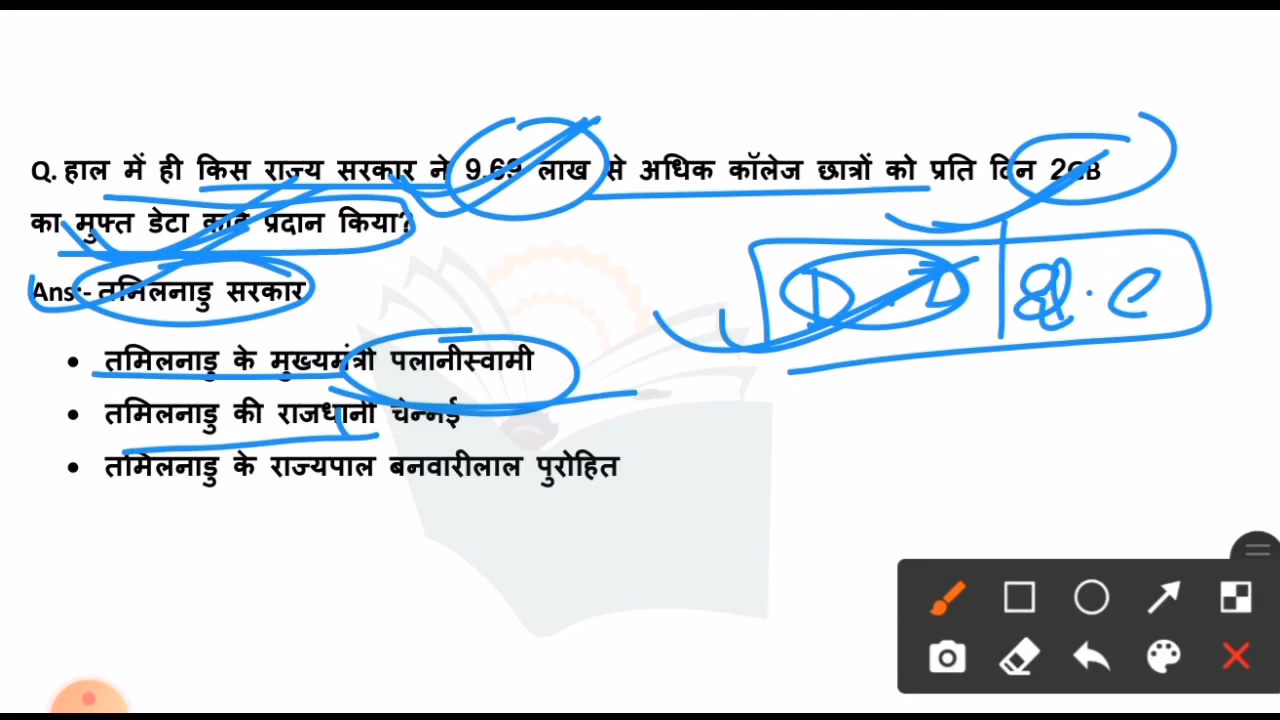 Q. हाल में ही किस राज्य सरकार ने 9.69 लाख से अधिक कॉलेज छात्रों को प्रति दिन 2GB
का मुफ्त डेटा कार्ड प्रदान किया?
Ans:- तमिलनाडु सरकार
D D
• तमिलनाडु के मुख्यमंत्री पलानीस्वामी
• तमिलनाडु की राजधानी चेन्नई
• तमिलनाडु के राज्यपाल बनवारीलाल पुरोहित